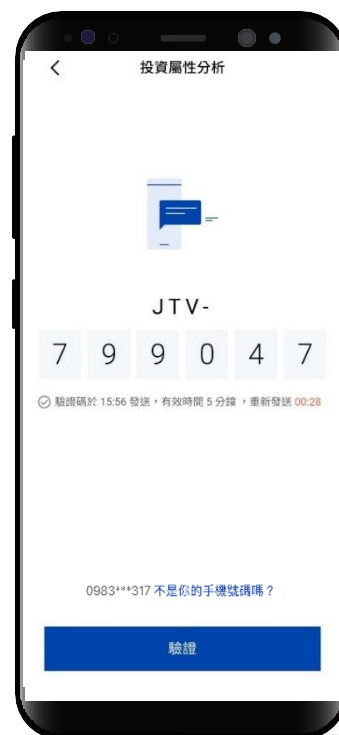 投資屬性分析
JTV-
7 9 9 0 4 7
驗證碼於 15:56 發送，有效時間 5 分鐘 ，重新發送 00:28
0983***317 不是你的手機號碼嗎？
驗證